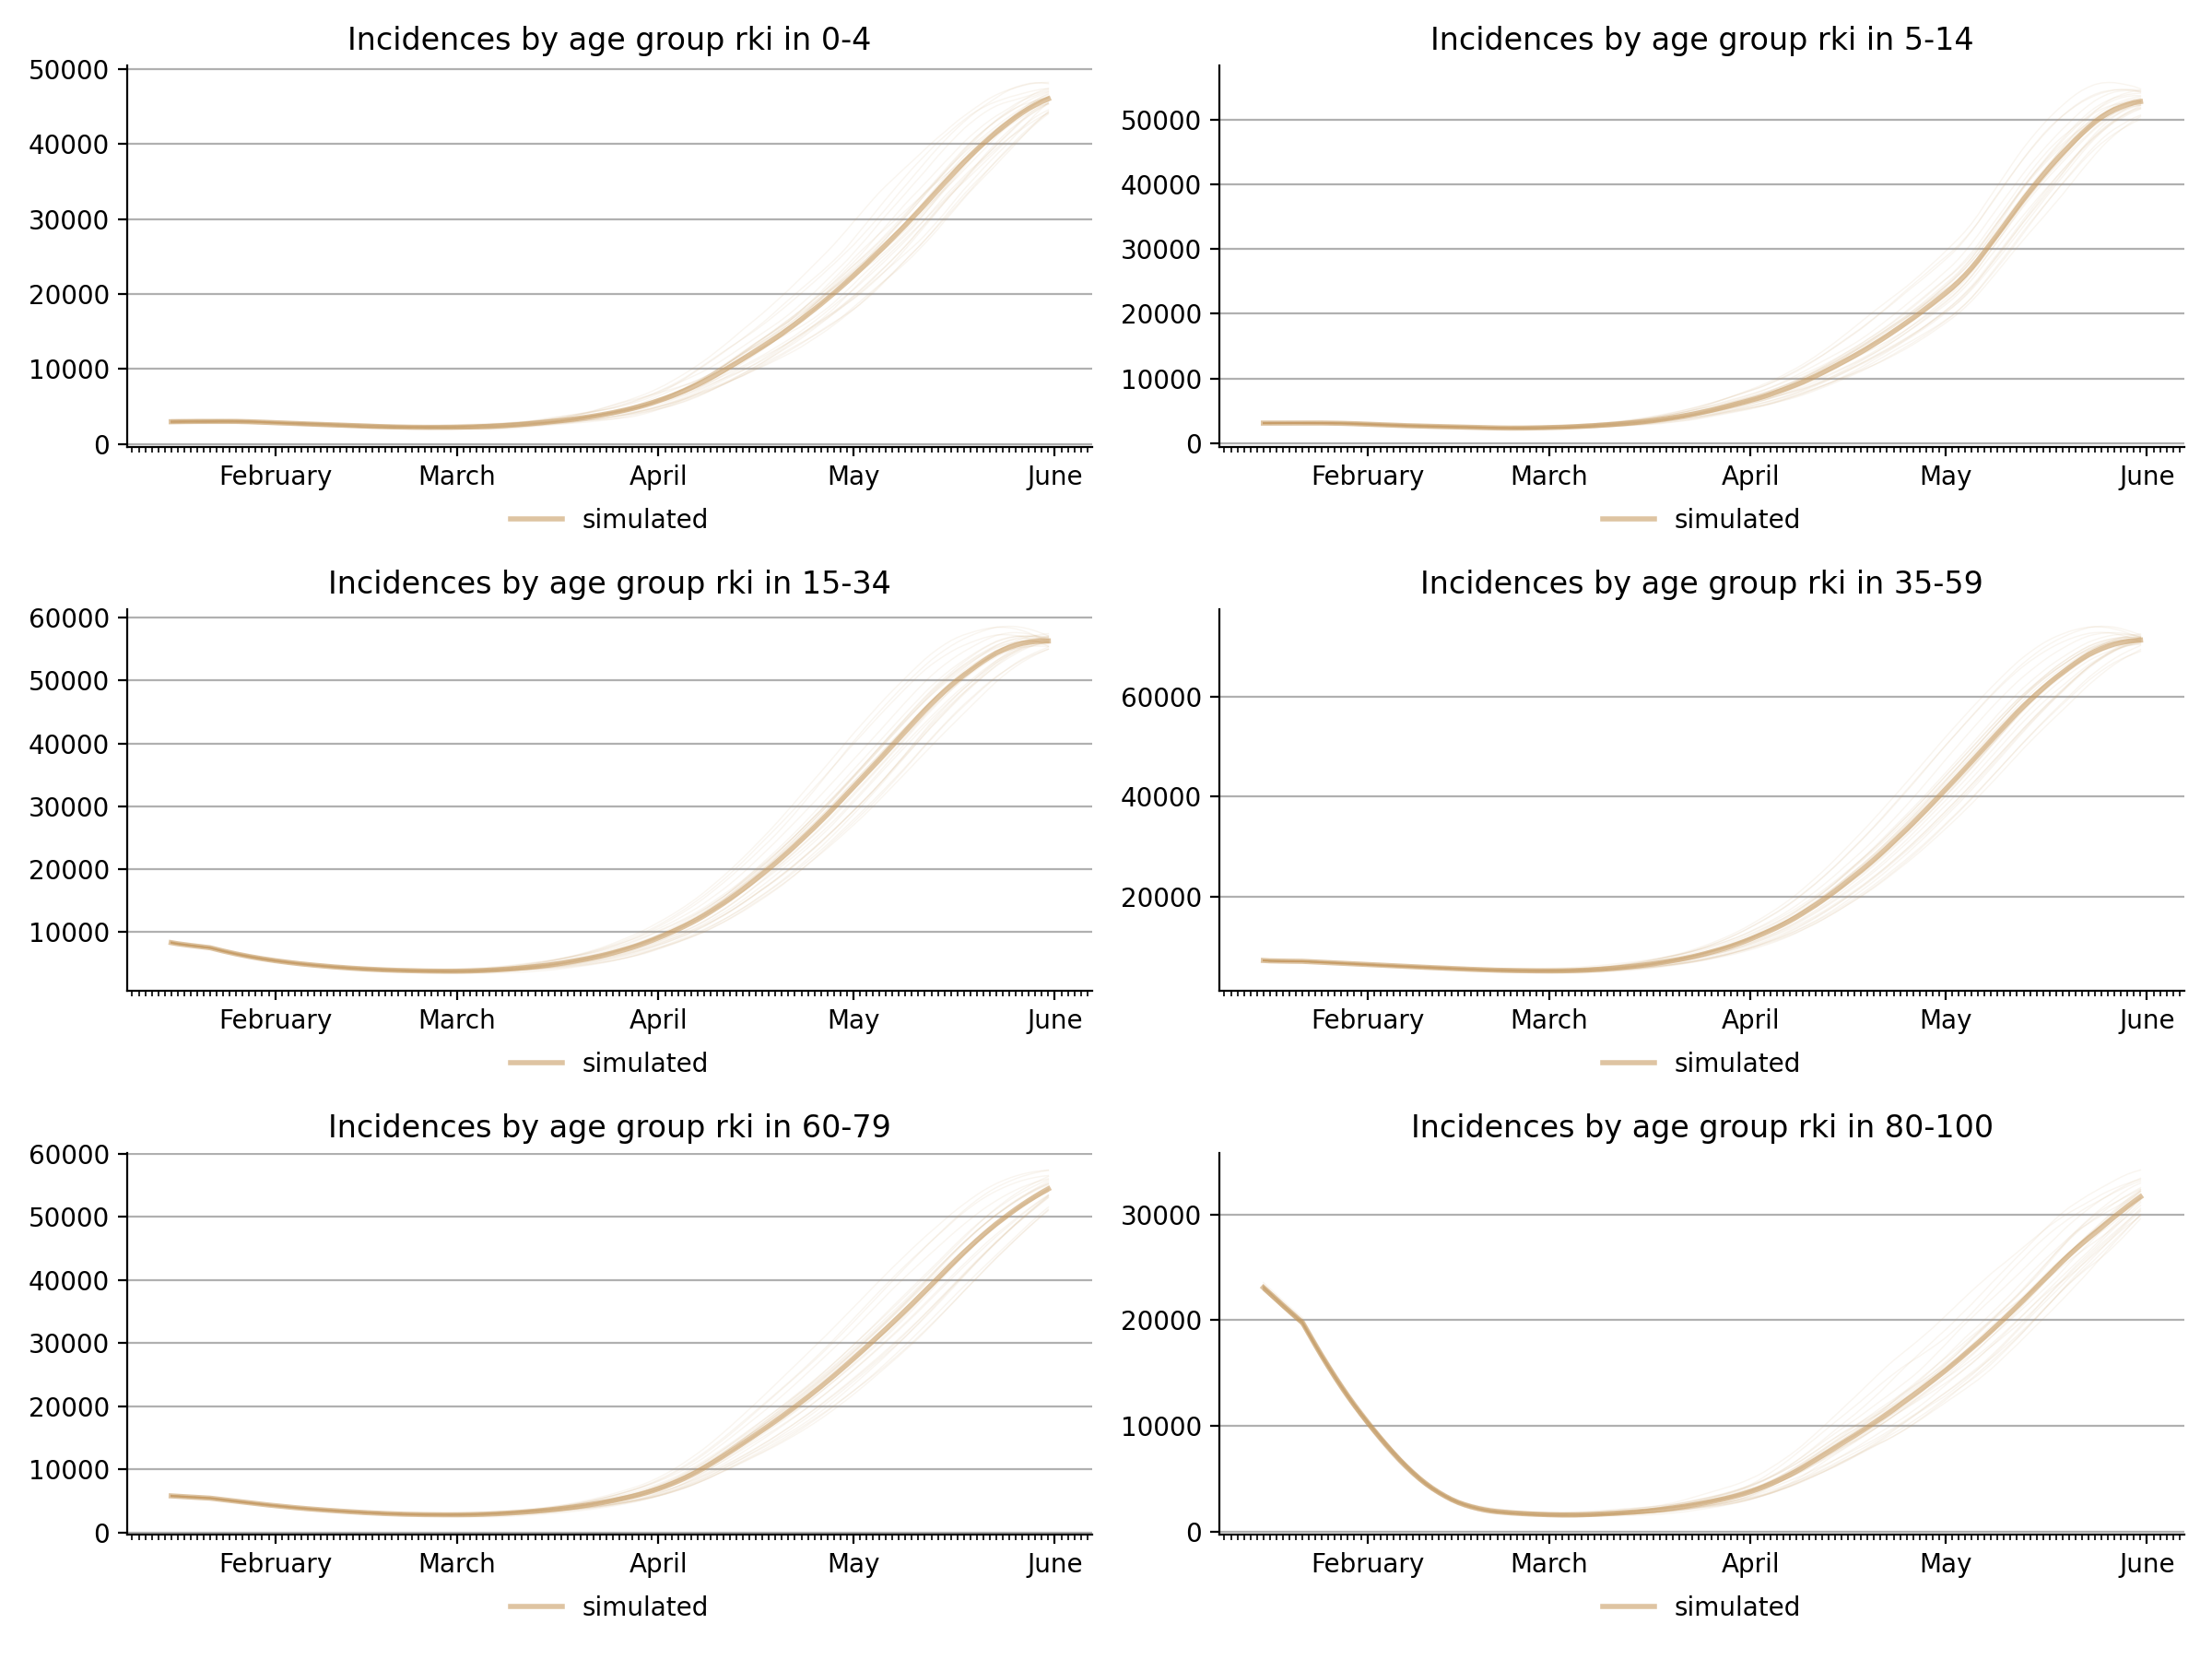 Incidences by age group rki in 0-4
50000
40000
30000
20000
10000
0
February March April May June
simulated
Incidences by age group rki in 5-14
50000
40000
30000
20000
10000
0
February March April May June
simulated
Incidences by age group rki in 15-34
60000
50000
40000
30000
20000
10000
February March April May June
simulated
Incidences by age group rki in 35-59
60000
40000
20000
February March April May June
simulated
Incidences by age group rki in 60-79
60000
50000
40000
30000
20000
10000
0
February March April May June
simulated
Incidences by age group rki in 80-100
30000
20000
10000
0
February March April May June
simulated